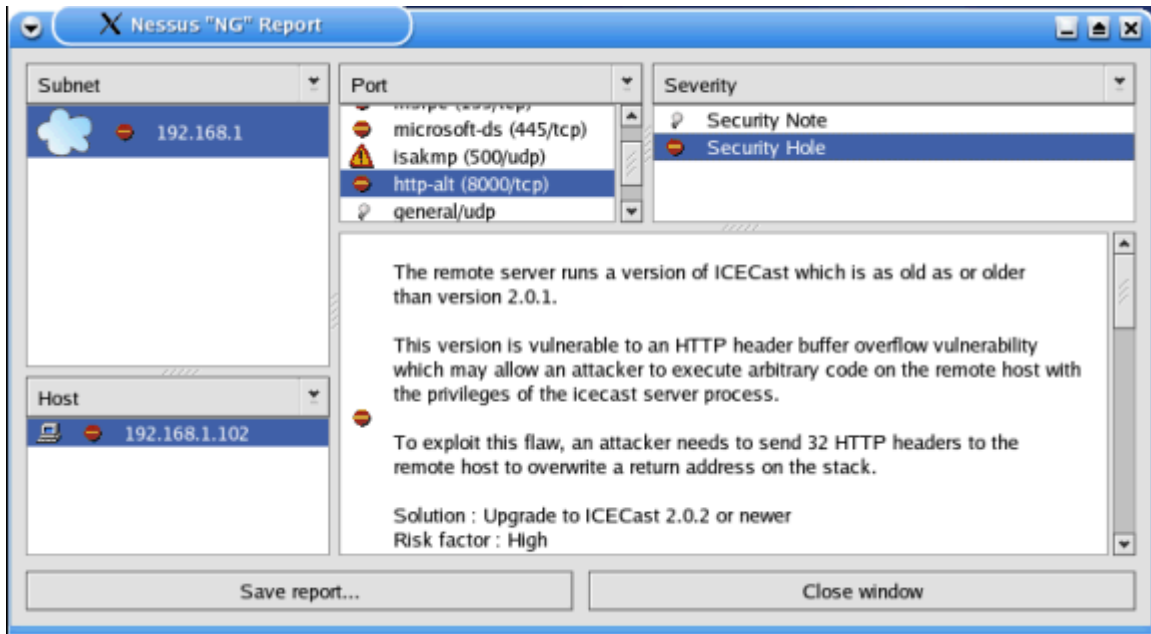 Nessus "NG" Report
Subnet
192.168.1
Host
192.168.1.102
Port
microsoft-ds (445/tcp)
isakmp (500/udp)
http-alt (8000/tcp)
general/udp
Severity
Security Note
Security Hole
The remote server runs a version of ICECast which is as old as or older
than version 2.0.1.
This version is vulnerable to an HTTP header buffer overflow vulnerability
which may allow an attacker to execute arbitrary code on the remote host with
the privileges of the icecast server process.
To exploit this flaw, an attacker needs to send 32 HTTP headers to the
remote host to overwrite a return address on the stack.
Solution : Upgrade to ICECast 2.0.2 or newer
Risk factor : High
Save report...
Close window